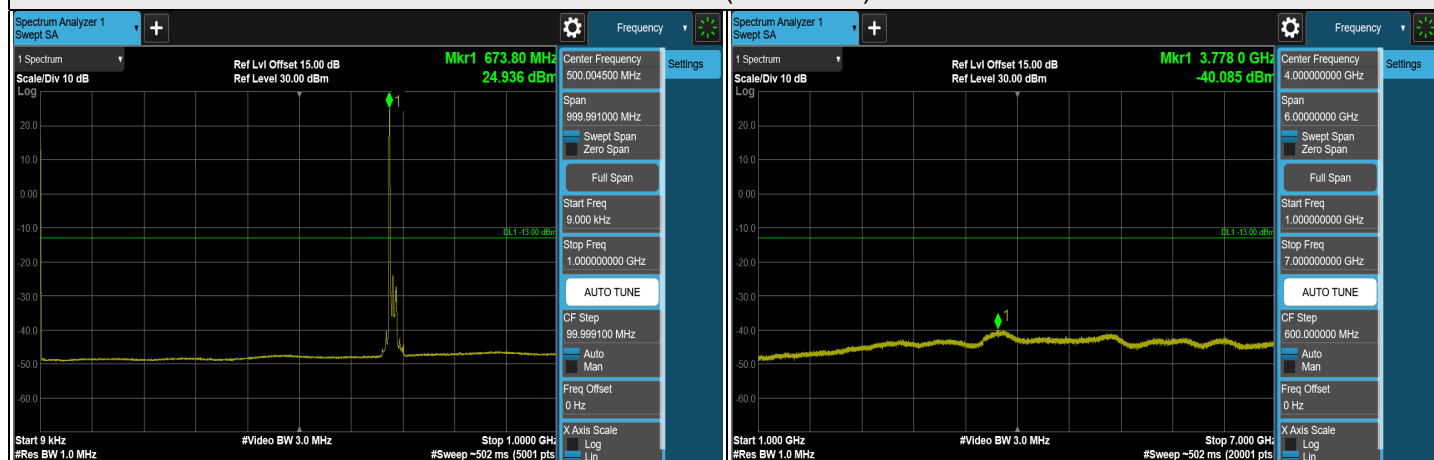 Spectrum Analyzer 1
Swept SA
Frequency
1 Spectrum
Scale/Div 10 dB
Log
Ref Lvl Offset 15.00 dB
Ref Level 30.00 dBm
Mkr1 673.80 MHz
24.936 dBm
1
20.0
10.0
0.00
-10.0
-20.0
-30.0
-40.0
-50.0
-60.0
DL1 -13.00 dBm
Start 9 kHz
#Res BW 1.0 MHz
#Video BW 3.0 MHz
Stop 1.0000 GHz
#Sweep ~502 ms (5001 pts
Center Frequency
500.004500 MHz
Settings
Span
999.991000 MHz
Swept Span
Zero Span
Full Span
Start Freq
9.000 kHz
Stop Freq
1.000000000 GHz
AUTO TUNE
CF Step
99.999100 MHz
Auto
Man
Freq Offset
0 Hz
X Axis Scale
Log
Lin
Spectrum Analyzer 1
Swept SA
Frequency
1 Spectrum
Scale/Div 10 dB
Log
Ref Lvl Offset 15.00 dB
Ref Level 30.00 dBm
Mkr1 3.778 0 GHz
-40.085 dBm
1
20.0
10.0
0.00
-10.0
-20.0
-30.0
-40.0
-50.0
-60.0
DL1 -13.00 dBm
Start 1.000 GHz
#Res BW 1.0 MHz
#Video BW 3.0 MHz
Stop 7.000 GHz
#Sweep ~502 ms (20001 pts
Center Frequency
4.000000000 GHz
Settings
Span
6.00000000 GHz
Swept Span
Zero Span
Full Span
Start Freq
1.000000000 GHz
Stop Freq
7.000000000 GHz
AUTO TUNE
CF Step
600.000000 MHz
Auto
Man
Freq Offset
0 Hz
X Axis Scale
Log
Lin